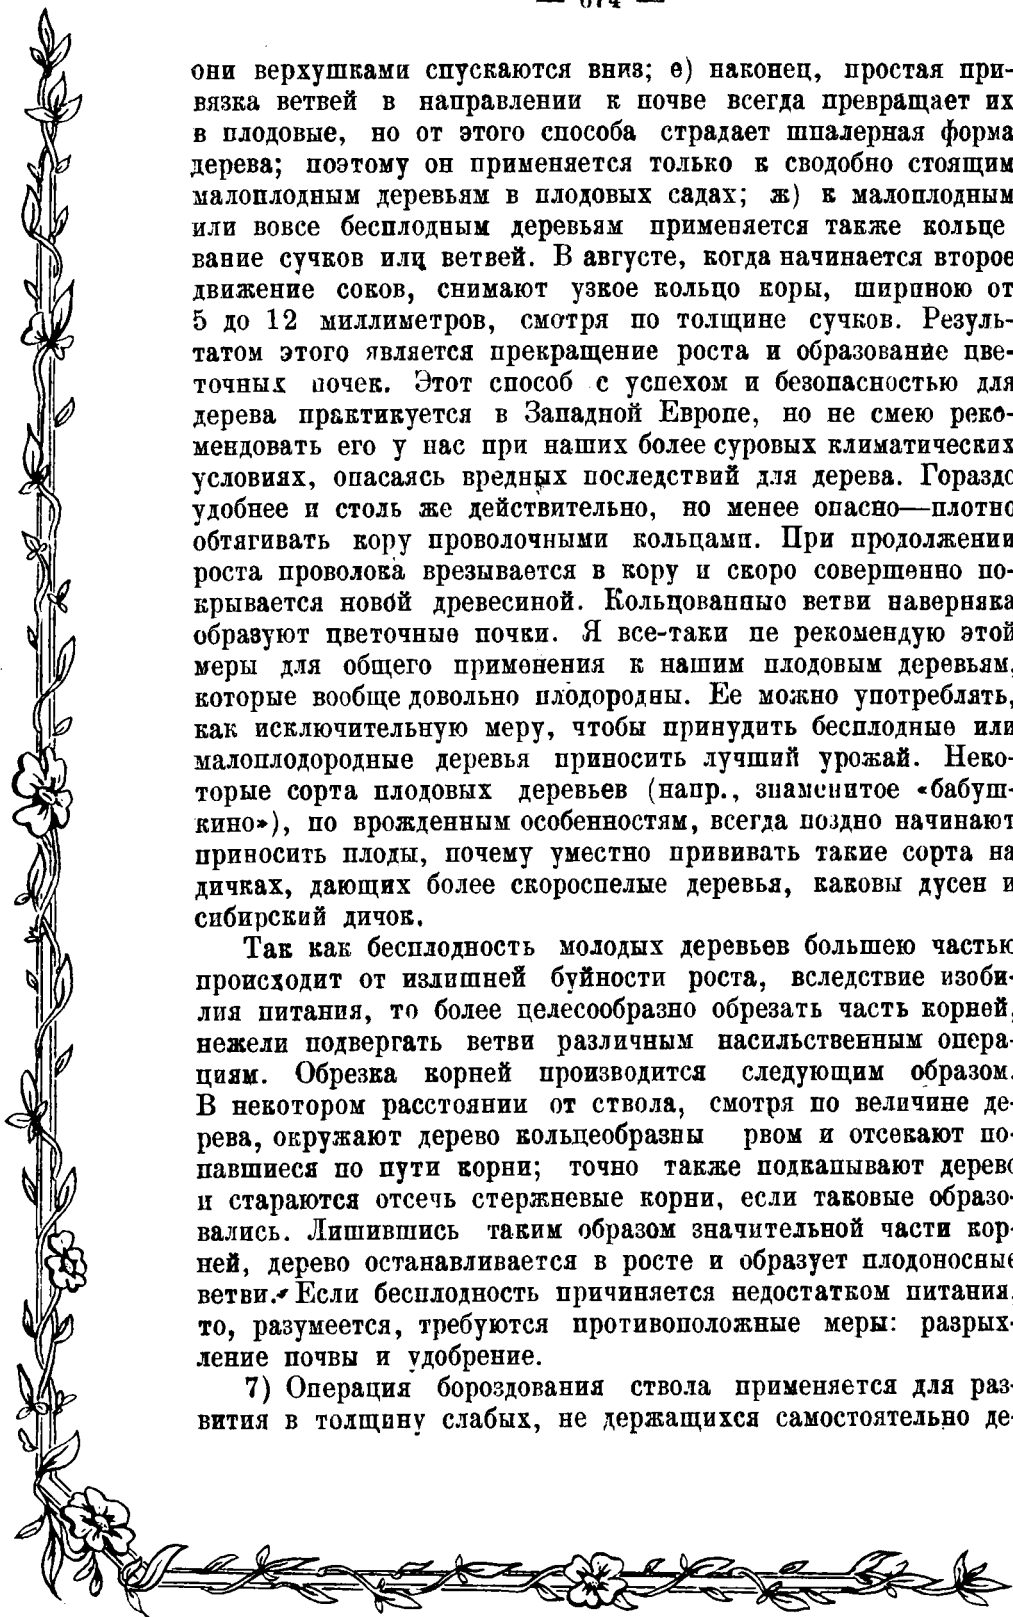 они верхушками спускаются вниз; е) наконец, простая при-
вязка ветвей в направлении к почве всегда превращает их
в плодовые, но от этого способа страдает шпалерная форма
дерева; поэтому он применяется только к сводобно стоящим
малоплодным деревьям в плодовых садах; ж) к малоплодным
или вовсе бесплодным деревьям применяется также кольце
вание сучков или ветвей. В августе, когда начинается второе
движение соков, снимают узкое кольцо коры, шириною от
5 до 12 миллиметров, смотря по толщине сучков. Резуль-
татом этого является прекращение роста и образование цве-
точных почек. Этот способ с успехом и безопасностью для
дерева практикуется в Западной Европе, но не смею реко-
мендовать его у нас при наших более суровых климатических
условиях, опасаясь вредных последствий для дерева. Гораздо
удобнее и столь же действительно, но менее опасно—плотно
обтягивать кору проволочными кольцами. При продолжении
роста проволока врезывается в кору и скоро совершенно по-
крывается новой древесиной. Кольцованные ветви наверняка
образуют цветочные почки. Я все-таки не рекомендую этой
меры для общего применения к нашим плодовым деревьям,
которые вообще довольно плодородны. Ее можно употреблять,
как исключительную меру, чтобы принудить бесплодные или
малоплодородные деревья приносить лучший урожай. Неко-
торые сорта плодовых деревьев (напр., знаменитое «бабуш-
кино»), по врожденным особенностям, всегда поздно начинают
приносить плоды, почему уместно прививать такие сорта на
дичках, дающих более скороспелые деревья, каковы дусен и
сибирский дичок.
Так как бесплодность молодых деревьев большею частью
происходит от излишней буйности роста, вследствие изоби-
лия питания, то более целесообразно обрезать часть корней,
нежели подвергать ветви различным насильственным опера-
циям. Обрезка корней производится следующим образом.
В некотором расстоянии от ствола, смотря по величине де-
рева, окружают дерево кольцеобразны рвом и отсекают по-
павшиеся по пути корни; точно также подкапывают дерево
и стараются отсечь стержневые корни, если таковые образо-
вались. Лишившись таким образом значительной части кор-
ней, дерево останавливается в росте и образует плодоносные
ветви. Если бесплодность причиняется недостатком питания,
то, разумеется, требуются противоположные меры: разрых-
ление почвы и удобрение.
7) Операция бороздования ствола применяется для раз-
вития в толщину слабых, не держащихся самостоятельно де-